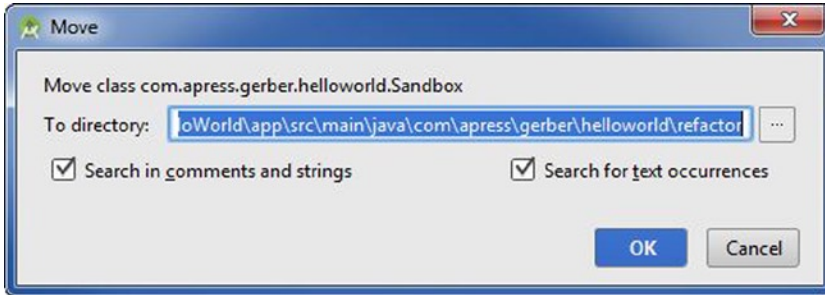 Move
Move class com.apress.gerber.helloworld.Sandbox
To directory: loWorld\app\src\main\java\com\apress\gerber\helloworld\refactor ...
Search in comments and strings Search for text occurrences
OK Cancel